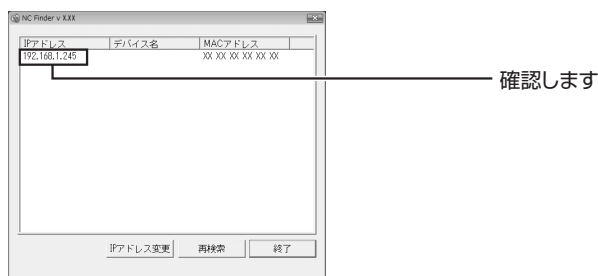 NC Finder v X.XX
IPアドレス デバイス名 MACアドレス
192.168.1.245 XX XX XX XX XX XX
確認します
IPアドレス変更 再検索 終了